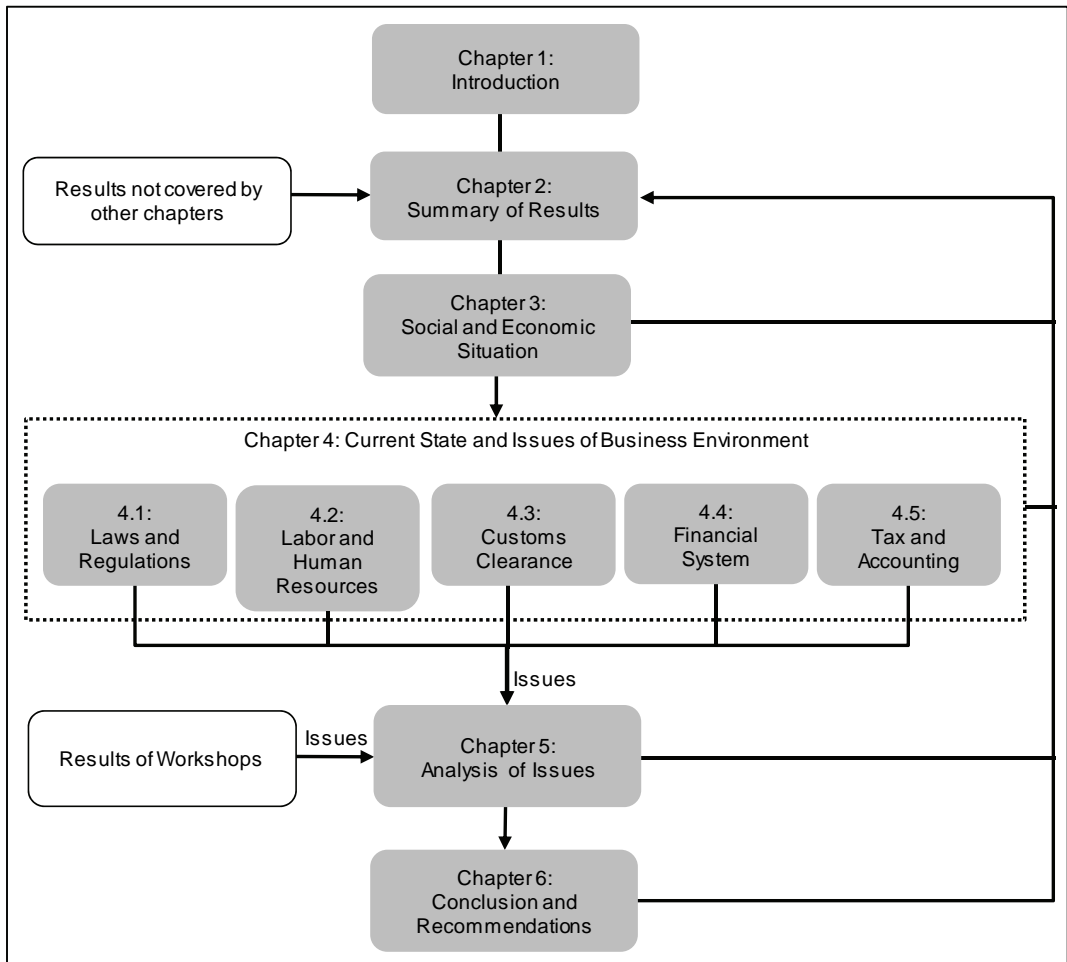 Chapter 1:
Introduction
Results not covered by
other chapters
Chapter 2:
Summary of Results
Chapter 3:
Social and Economic
Situation
Chapter 4: Current State and Issues of Business Environment
4.1:
Laws and
Regulations
4.2:
Labor and
Human
Resources
4.3:
Customs
Clearance
4.4:
Financial
System
4.5:
Tax and
Accounting
Issues
Results of Workshops
Issues
Chapter 5:
Analysis of Issues
Chapter 6:
Conclusion and
Recommendations